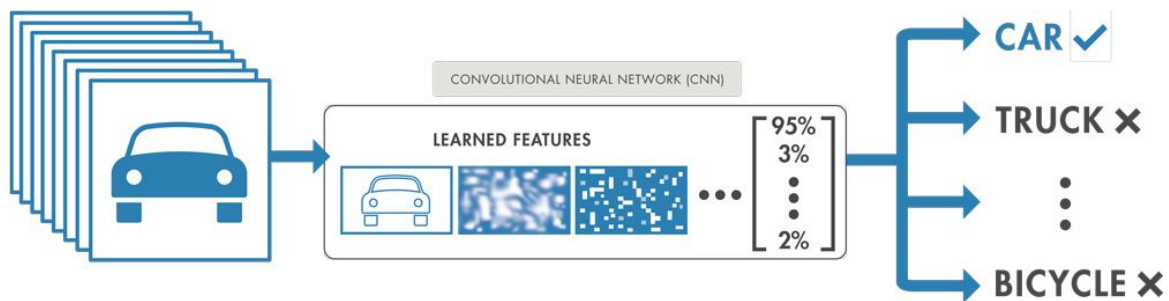 CONVOLUTIONAL NEURAL NETWORK (CNN)
LEARNED FEATURES
95%
3%
2%
CAR
TRUCK
BICYCLE